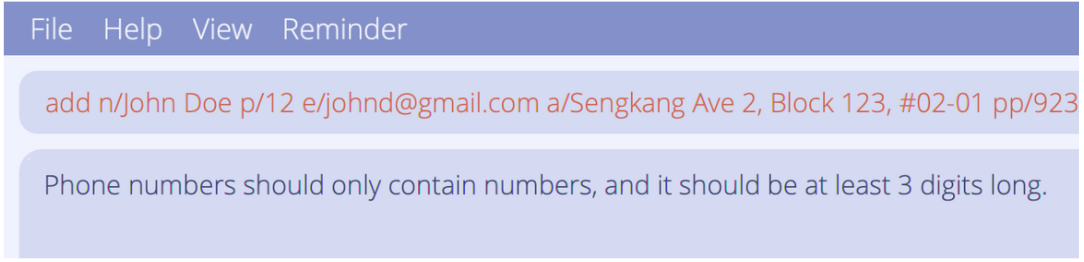 File Help View Reminder
add n/John Doe p/12 e/johnd@gmail.com a/Sengkang Ave 2, Block 123, #02-01 pp/923
Phone numbers should only contain numbers, and it should be at least 3 digits long.